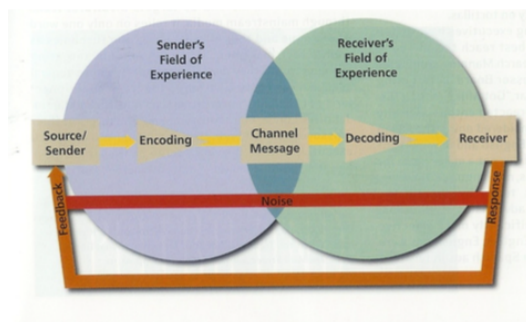 Sender's
Field of
Experience
Receiver's
Field of
Experience
Source/
Sender
Encoding
Channel
Message
Decoding
Receiver
Feedback
Noise
Response